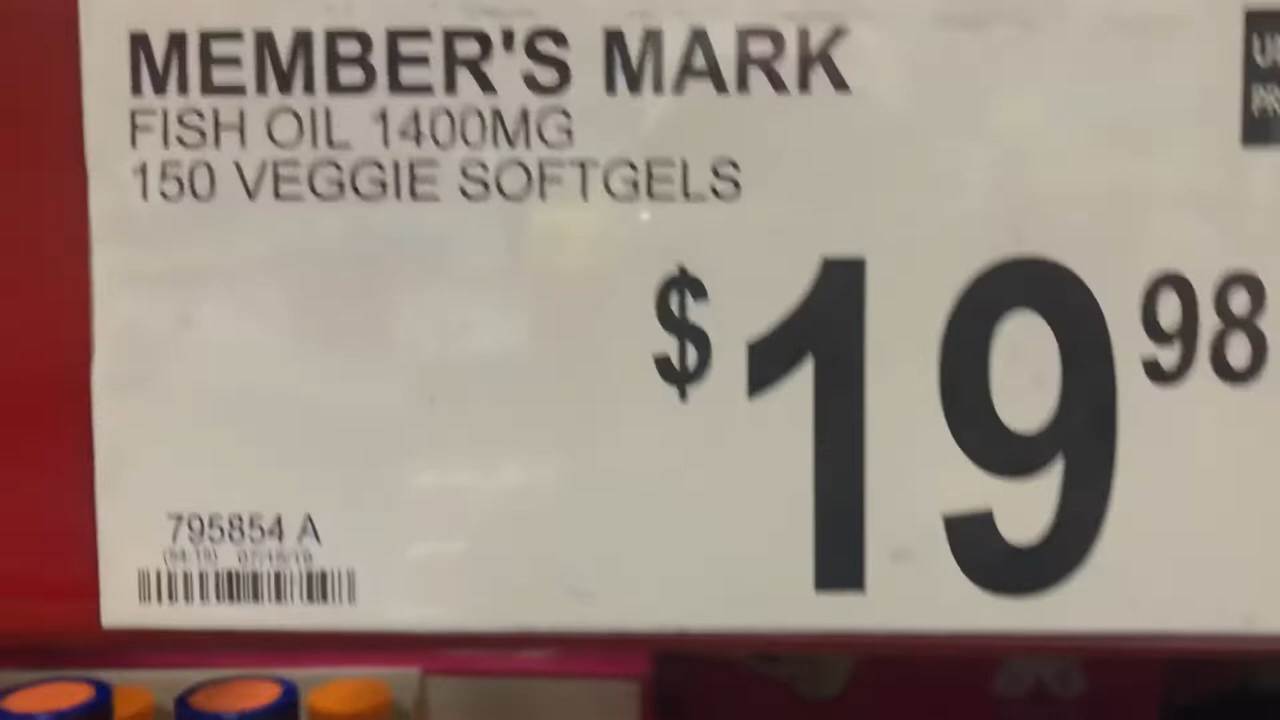 MEMBER'S MARK
FISH OIL 1400MG
150 VEGGIE SOFTGELS
$19 98
795854 A